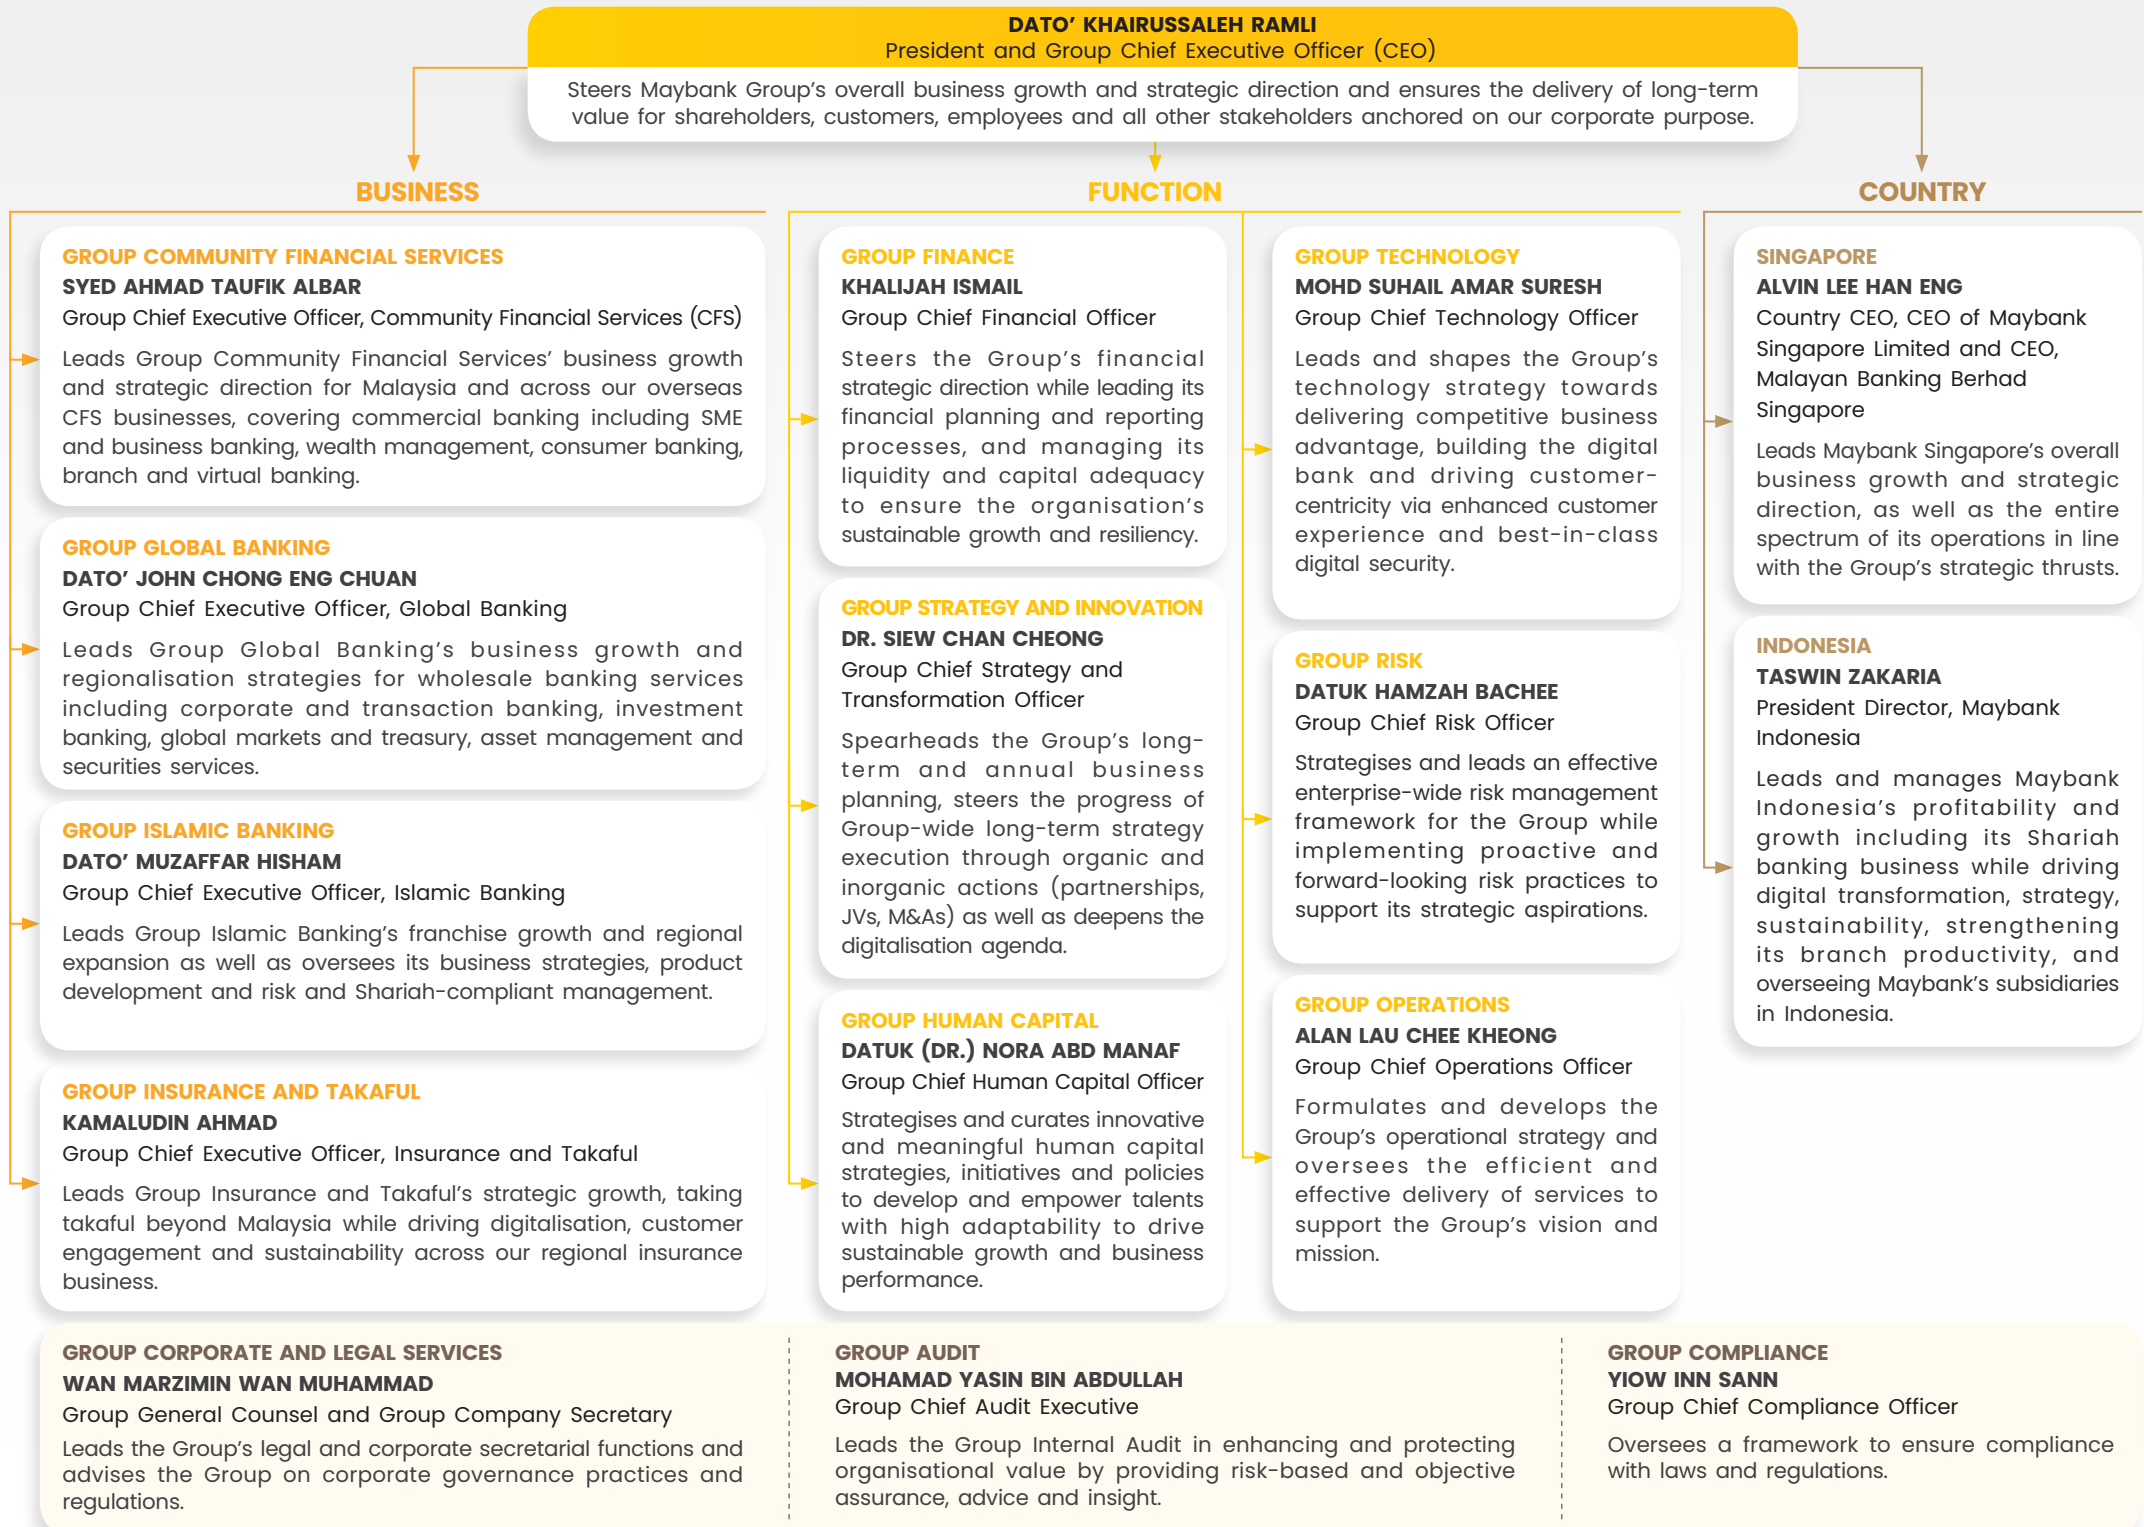 DATO’ KHAIRUSSALEH RAMLI
President and Group Chief Executive Officer (CEO)
Steers Maybank Group’s overall business growth and strategic direction and ensures the delivery of long-term
value for shareholders, customers, employees and all other stakeholders anchored on our corporate purpose.
BUSINESS
GROUP COMMUNITY FINANCIAL SERVICES
SYED AHMAD TAUFIK ALBAR
Group Chief Executive Officer, Community Financial Services (CFS)
Leads Group Community Financial Services’ business growth
and strategic direction for Malaysia and across our overseas
CFS businesses, covering commercial banking including SME
and business banking, wealth management, consumer banking,
branch and virtual banking.
GROUP GLOBAL BANKING
DATO’ JOHN CHONG ENG CHUAN
Group Chief Executive Officer, Global Banking
Leads Group Global Banking’s business growth and
regionalisation strategies for wholesale banking services
including corporate and transaction banking, investment
banking, global markets and treasury, asset management and
securities services.
GROUP ISLAMIC BANKING
DATO’ MUZAFFAR HISHAM
Group Chief Executive Officer, Islamic Banking
Leads Group Islamic Banking’s franchise growth and regional
expansion as well as oversees its business strategies, product
development and risk and Shariah-compliant management.
GROUP INSURANCE AND TAKAFUL
KAMALUDIN AHMAD
Group Chief Executive Officer, Insurance and Takaful
Leads Group Insurance and Takaful’s strategic growth, taking
takaful beyond Malaysia while driving digitalisation, customer
engagement and sustainability across our regional insurance
business.
FUNCTION
GROUP FINANCE
KHALIJAH ISMAIL
Group Chief Financial Officer
Steers the Group’s financial
strategic direction while leading its
financial planning and reporting
processes, and managing its
liquidity and capital adequacy
to ensure the organisation’s
sustainable growth and resiliency.
GROUP STRATEGY AND INNOVATION
DR. SIEW CHAN CHEONG
Group Chief Strategy and
Transformation Officer
Spearheads the Group’s long-
term and annual business
planning, steers the progress of
Group-wide long-term strategy
execution through organic and
inorganic actions (partnerships,
JVs, M&As) as well as deepens the
digitalisation agenda.
GROUP HUMAN CAPITAL
DATUK (DR.) NORA ABD MANAF
Group Chief Human Capital Officer
Strategises and curates innovative
and meaningful human capital
strategies, initiatives and policies
to develop and empower talents
with high adaptability to drive
sustainable growth and business
performance.
GROUP TECHNOLOGY
MOHD SUHAIL AMAR SURESH
Group Chief Technology Officer
Leads and shapes the Group’s
technology strategy towards
delivering competitive business
advantage, building the digital
bank and driving customer-
centricity via enhanced customer
experience and best-in-class
digital security.
GROUP RISK
DATUK HAMZAH BACHEE
Group Chief Risk Officer
Strategises and leads an effective
enterprise-wide risk management
framework for the Group while
implementing proactive and
forward-looking risk practices to
support its strategic aspirations.
GROUP OPERATIONS
ALAN LAU CHEE KHEONG
Group Chief Operations Officer
Formulates and develops the
Group’s operational strategy and
oversees the efficient and
effective delivery of services to
support the Group’s vision and
mission.
COUNTRY
SINGAPORE
ALVIN LEE HAN ENG
Country CEO, CEO of Maybank
Singapore Limited and CEO,
Malayan Banking Berhad
Singapore
Leads Maybank Singapore’s overall
business growth and strategic
direction, as well as the entire
spectrum of its operations in line
with the Group’s strategic thrusts.
INDONESIA
TASWIN ZAKARIA
President Director, Maybank
Indonesia
Leads and manages Maybank
Indonesia’s profitability and
growth including its Shariah
banking business while driving
digital transformation, strategy,
sustainability, strengthening
its branch productivity, and
overseeing Maybank’s subsidiaries
in Indonesia.
GROUP CORPORATE AND LEGAL SERVICES
WAN MARZIMIN WAN MUHAMMAD
Group General Counsel and Group Company Secretary
Leads the Group’s legal and corporate secretarial functions and
advises the Group on corporate governance practices and
regulations.
GROUP AUDIT
MOHAMAD YASIN BIN ABDULLAH
Group Chief Audit Executive
Leads the Group Internal Audit in enhancing and protecting
organisational value by providing risk-based and objective
assurance, advice and insight.
GROUP COMPLIANCE
YIOW INN SANN
Group Chief Compliance Officer
Oversees a framework to ensure compliance
with laws and regulations.